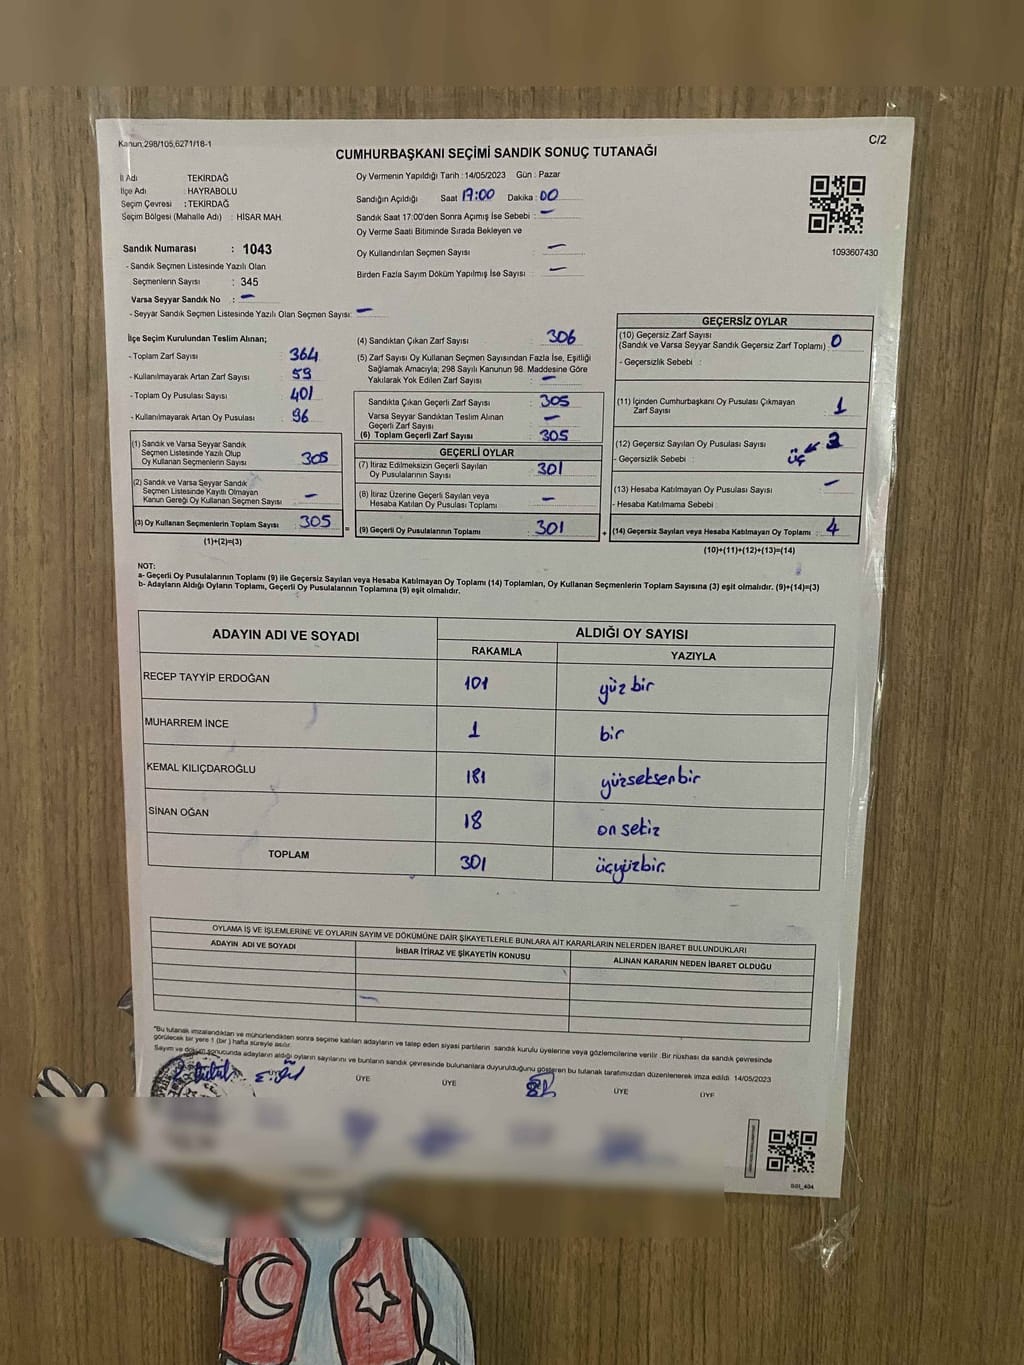 Kanun:298/105,6271/18-1
C/2
CUMHURBAŞKANI SEÇİMİ SANDIK SONUÇ TUTANAĞI
İl Adı TEKİRDAĞ
İlçe Adı : HAYRABOLU
Seçim Çevresi : TEKİRDAĞ
Seçim Bölgesi (Mahalle Adı) : HİSAR MAH.
Oy Vermenin Yapıldığı Tarih : 14/05/2023 Gün : Pazar
Sandığın Açıldığı Saat 17:00 Dakika : 00
Sandık Saat 17:00'den Sonra Açımış İse Sebebi : —
Oy Verme Saati Bitiminde Sırada Bekleyen ve
Oy Kullandırılan Seçmen Sayısı : —
Birden Fazla Sayım Döküm Yapılmış İse Sayısı : —
1093607430
Sandık Numarası : 1043
- Sandık Seçmen Listesinde Yazılı Olan
Seçmenlerin Sayısı : 345
Varsa Seyyar Sandık No : —
- Seyyar Sandık Seçmen Listesinde Yazılı Olan Seçmen Sayısı: —
İlçe Seçim Kurulundan Teslim Alınan;
- Toplam Zarf Sayısı : 364
- Kullanılmayarak Artan Zarf Sayısı : 59
- Toplam Oy Pusulası Sayısı : 401
- Kullanılmayarak Artan Oy Pusulası : 96
(1) Sandık ve Varsa Seyyar Sandık
Seçmen Listesinde Yazılı Olup
Oy Kullanan Seçmenlerin Sayısı : 305
(2) Sandık ve Varsa Seyyar Sandık
Seçmen Listesinde Kayıtlı Olmayan
Kanun Gereği Oy Kullanan Seçmen Sayısı : —
(3) Oy Kullanan Seçmenlerin Toplam Sayısı : 305
(1)+(2)=(3)
(4) Sandıktan Çıkan Zarf Sayısı : 306
(5) Zarf Sayısı Oy Kullanan Seçmen Sayısından Fazla İse, Eşitliği
Sağlamak Amacıyla; 298 Sayılı Kanunun 98. Maddesine Göre
Yakılarak Yok Edilen Zarf Sayısı : —
Sandıkta Çıkan Geçerli Zarf Sayısı : 305
Varsa Seyyar Sandıktan Teslim Alınan
Geçerli Zarf Sayısı : —
(6) Toplam Geçerli Zarf Sayısı : 305
GEÇERLİ OYLAR
(7) İtiraz Edilmeksizin Geçerli Sayılan
Oy Pusulalarının Sayısı : 301
(8) İtiraz Üzerine Geçerli Sayılan veya
Hesaba Katılan Oy Pusulası Toplamı : —
(9) Geçerli Oy Pusulalarının Toplamı : 301
GEÇERSİZ OYLAR
(10) Geçersiz Zarf Sayısı
(Sandık ve Varsa Seyyar Sandık Geçersiz Zarf Toplamı) : 0
- Geçersizlik Sebebi :
(11) İçinden Cumhurbaşkanı Oy Pusulası Çıkmayan
Zarf Sayısı : 1
(12) Geçersiz Sayılan Oy Pusulası Sayısı : 3
- Geçersizlik Sebebi : üç
(13) Hesaba Katılmayan Oy Pusulası Sayısı : —
- Hesaba Katılmama Sebebi :
(14) Geçersiz Sayılan veya Hesaba Katılmayan Oy Toplamı : 4
(10)+(11)+(12)+(13)=(14)
NOT:
a- Geçerli Oy Pusulalarının Toplamı (9) ile Geçersiz Sayılan veya Hesaba Katılmayan Oy Toplamı (14) Toplamları, Oy Kullanan Seçmenlerin Toplam Sayısına (3) eşit olmalıdır. (9)+(14)=(3)
b- Adayların Aldığı Oyların Toplamı, Geçerli Oy Pusulalarının Toplamına (9) eşit olmalıdır.
ADAYIN ADI VE SOYADI ALDIĞI OY SAYISI
RAKAMLA YAZIYLA
RECEP TAYYİP ERDOĞAN 101 yüz bir
MUHARREM İNCE 1 bir
KEMAL KILIÇDAROĞLU 181 yüzseksenbir
SİNAN OĞAN 18 on sekiz
TOPLAM 301 üçyüzbir.
OYLAMA İŞ VE İŞLEMLERİNE VE OYLARIN SAYIM VE DÖKÜMÜNE DAİR ŞİKAYETLERLE BUNLARA AİT KARARLARIN NELERDEN İBARET BULUNDUKLARI
ADAYIN ADI VE SOYADI İHBAR İTİRAZ VE ŞİKAYETİN KONUSU ALINAN KARARIN NEDEN İBARET OLDUĞU
—
*Bu tutanak imzalandıktan ve mühürlendikten sonra seçime katılan adayların ve talep eden siyasi partilerin sandık kurulu üyelerine veya gözlemcilerine verilir .Bir nüshası da sandık çevresinde
görülecek bir yere 1 (bir ) hafta süreyle asılır.
Sayım ve döküm sonucunda adayların aldığı oyların sayılarını ve bunların sandık çevresinde bulunanlara duyurulduğunu gösteren bu tutanak tarafımızdan düzenlenerek imza edildi. 14/05/2023
ÜYE ÜYE ÜYE ÜYE